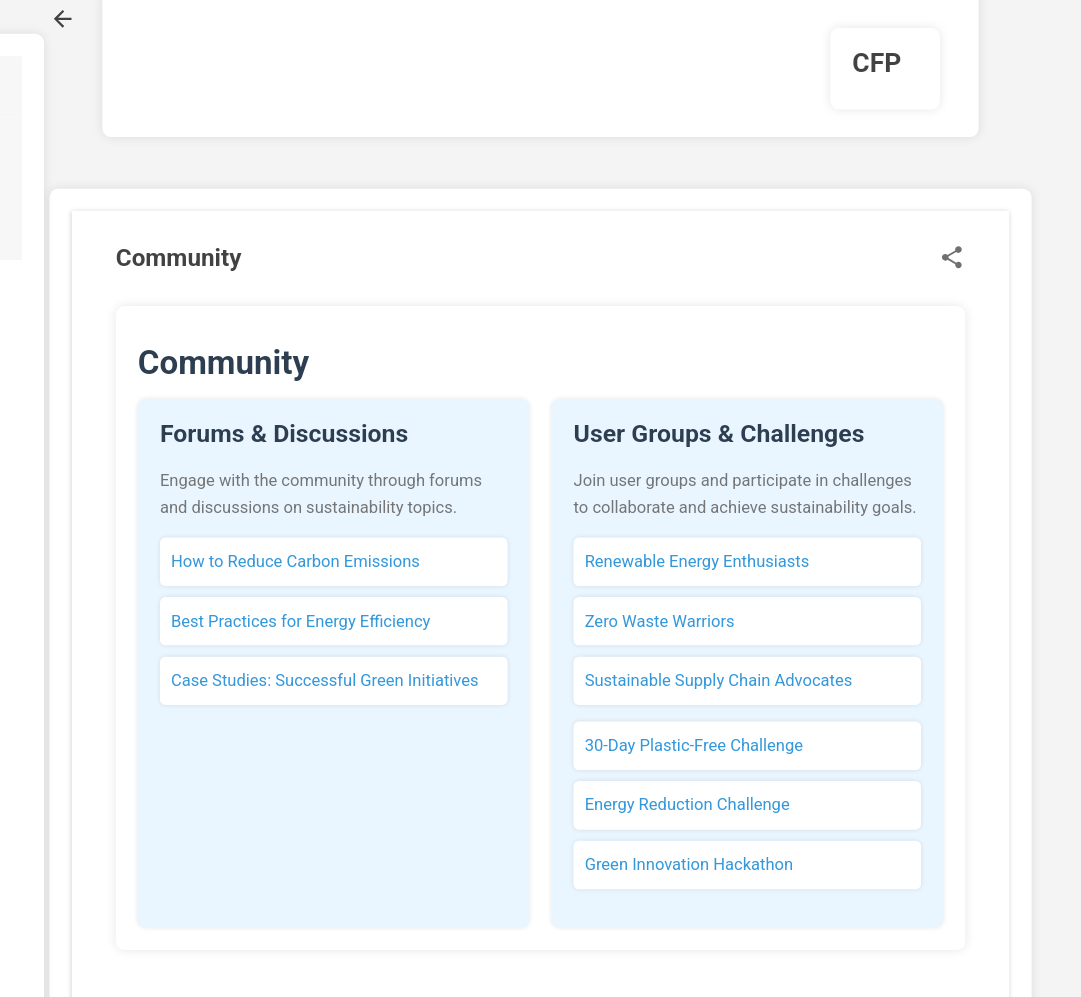 CFP
Community
Community
Forums & Discussions
Engage with the community through forums
and discussions on sustainability topics.
How to Reduce Carbon Emissions
Best Practices for Energy Efficiency
Case Studies: Successful Green Initiatives
User Groups & Challenges
Join user groups and participate in challenges
to collaborate and achieve sustainability goals.
Renewable Energy Enthusiasts
Zero Waste Warriors
Sustainable Supply Chain Advocates
30-Day Plastic-Free Challenge
Energy Reduction Challenge
Green Innovation Hackathon